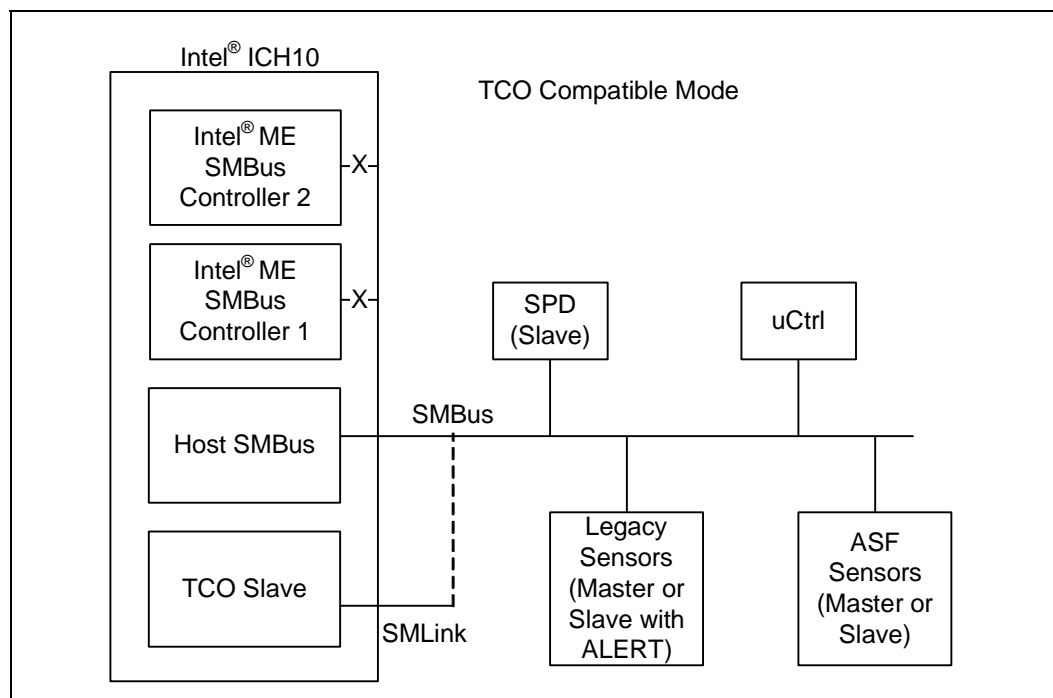 Intel® ICH10
TCO Compatible Mode
Intel® ME
SMBus
Controller 2
X
Intel® ME
SMBus
Controller 1
X
SPD
(Slave)
uCtrl
SMBus
Host SMBus
Legacy
Sensors
(Master or
Slave with
ALERT)
ASF
Sensors
(Master or
Slave)
TCO Slave
SMLink